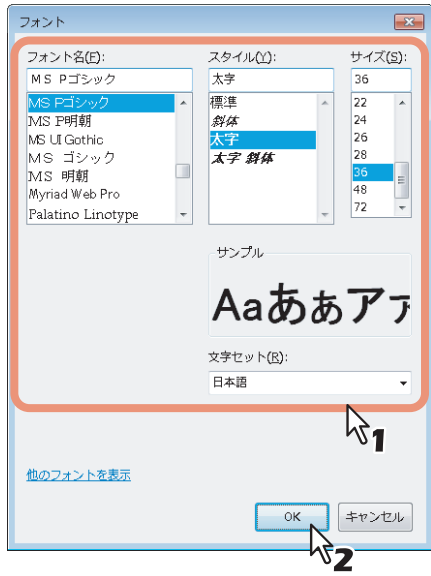 フォント
フォント名(F):
MS Pゴシック
MS Pゴシック
MS P明朝
MS UI Gothic
MS ゴシック
MS 明朝
Myriad Web Pro
Palatino Linotype
スタイル(Y):
太字
標準
斜体
太字
太字 斜体
サイズ(S):
36
22
24
26
28
36
48
72
サンプル
Aaあぁアァ
文字セット(R):
日本語
1
他のフォントを表示
OK
キャンセル
2